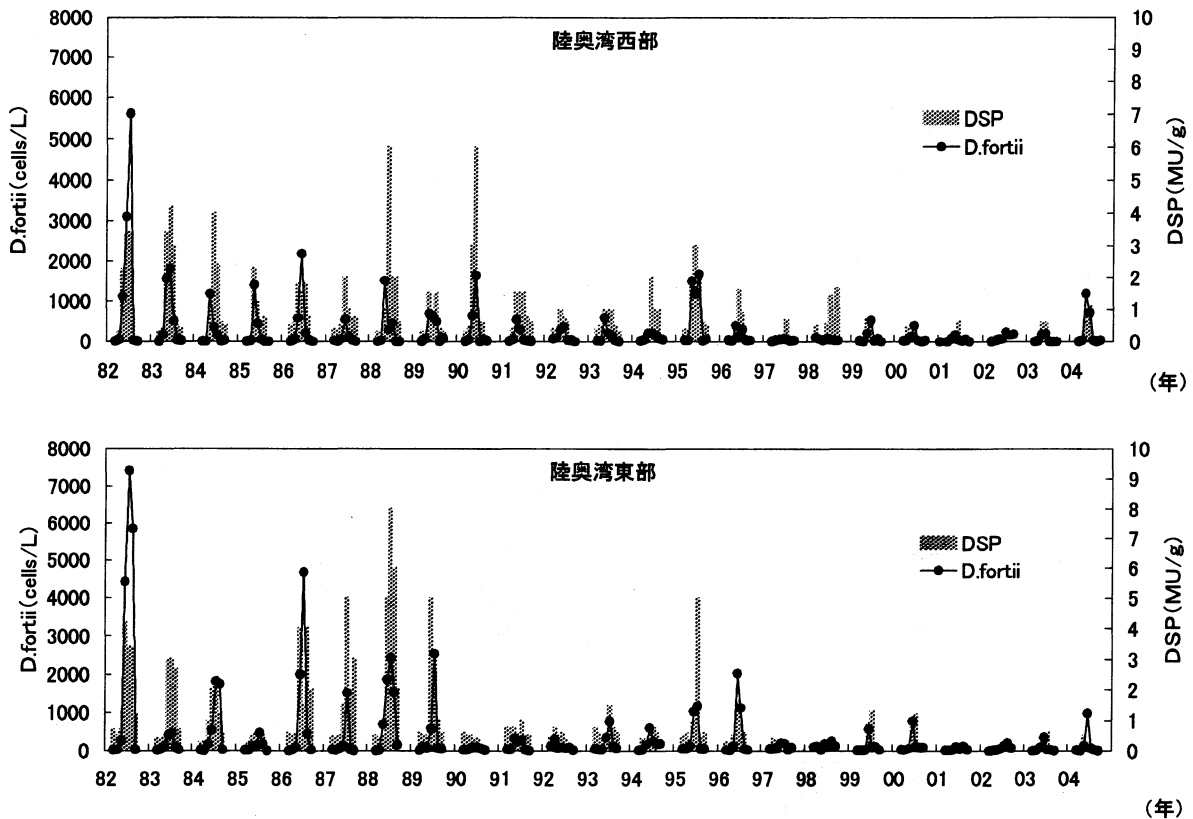 陸奥湾西部
D.fortii(cells/L)
8000
7000
6000
5000
4000
3000
2000
1000
0
10
9
8
7
6
5
4
3
2
1
0
DSP(MU/g)
DSP
D.fortii
82 83 84 85 86 87 88 89 90 91 92 93 94 95 96 97 98 99 00 01 02 03 04
(年)
陸奥湾東部
D.fortii(cells/L)
8000
7000
6000
5000
4000
3000
2000
1000
0
10
9
8
7
6
5
4
3
2
1
0
DSP(MU/g)
DSP
D.fortii
82 83 84 85 86 87 88 89 90 91 92 93 94 95 96 97 98 99 00 01 02 03 04
(年)